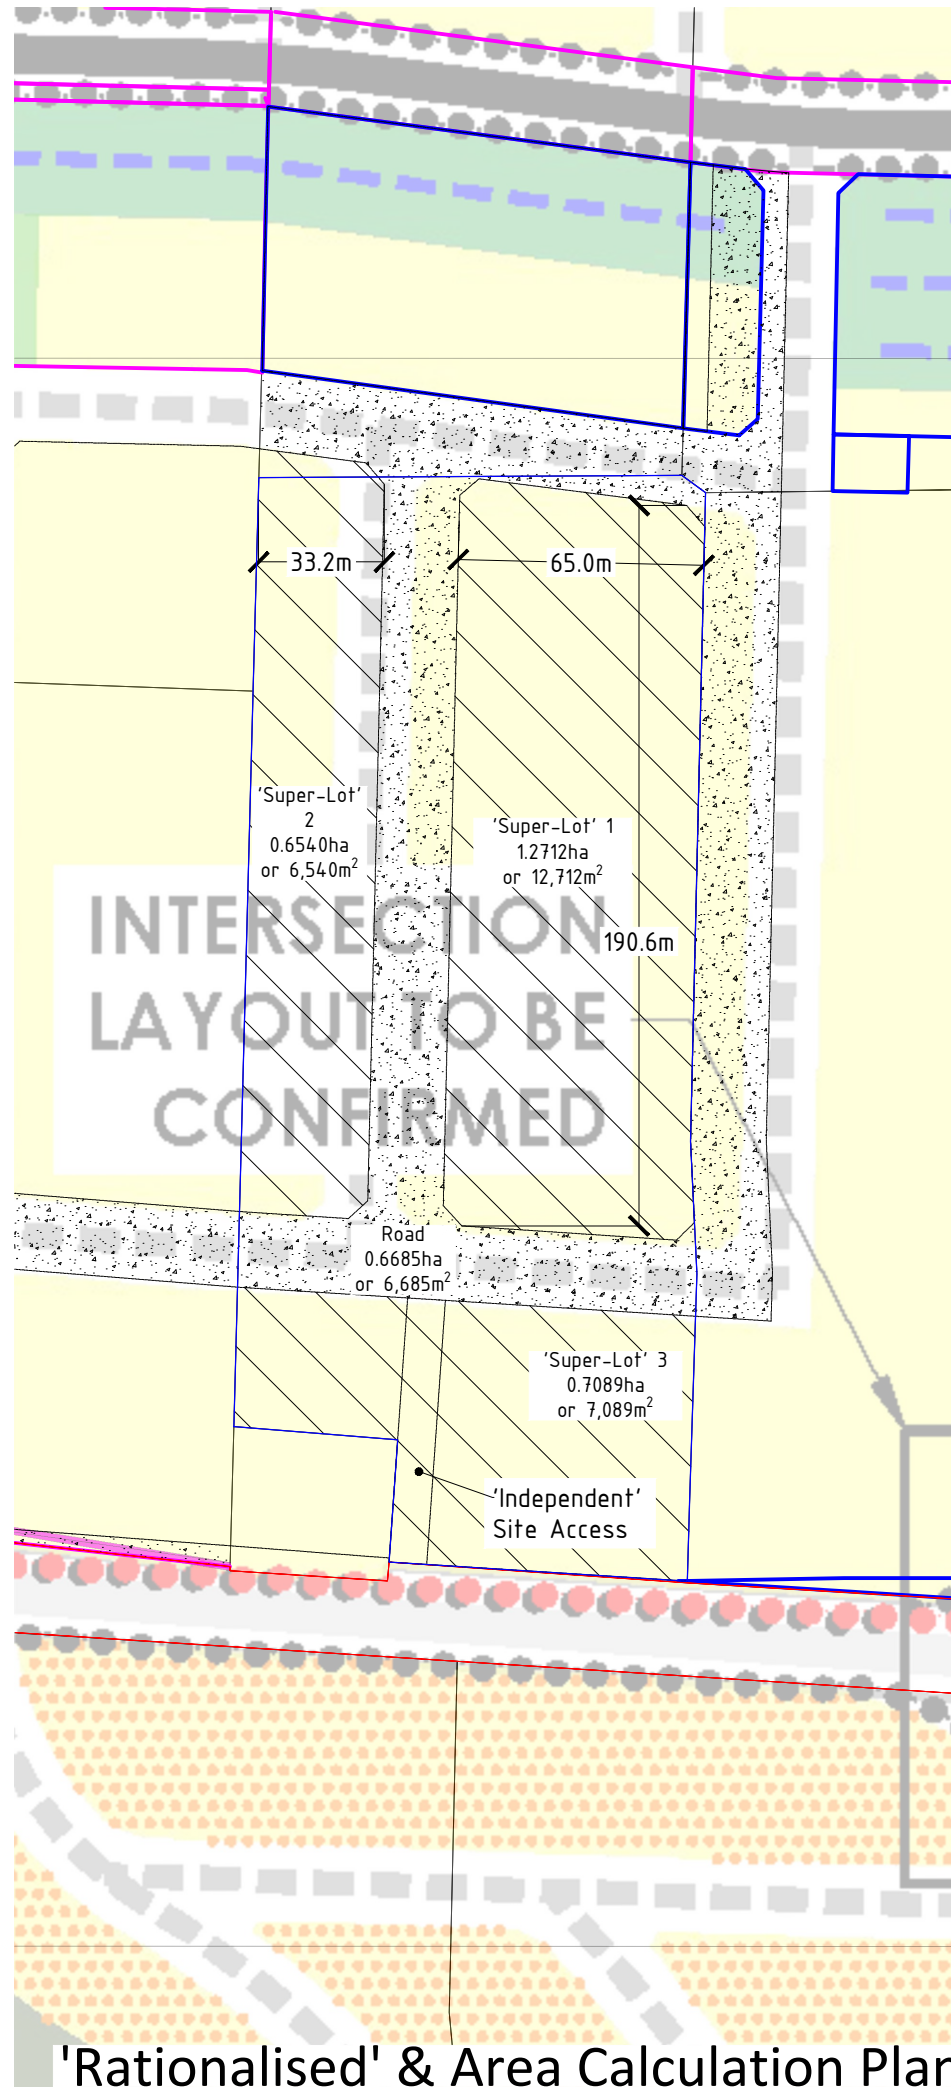 33.2m
65.0m
'Super-Lot'
2
0.6540ha
or 6,540m²
'Super-Lot' 1
1.2712ha
or 12,712m²
190.6m
INTERSECTION
LAYOUT TO BE
CONFIRMED
Road
0.6685ha
or 6,685m²
'Super-Lot' 3
0.7089ha
or 7,089m²
'Independent'
Site Access
'Rationalised' & Area Calculation Plan